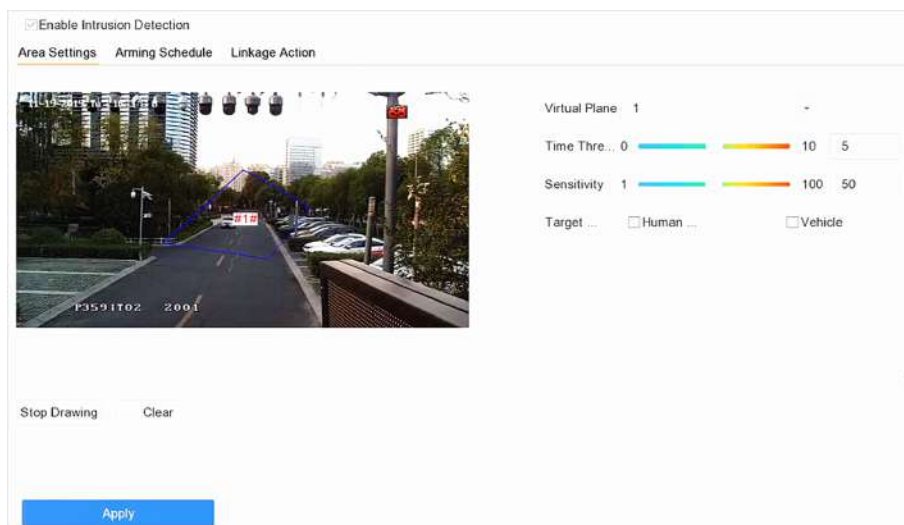 Enable Intrusion Detection
Area Settings Arming Schedule Linkage Action
Virtual Plane 1
Time Thre... 0 10 5
Sensitivity 1 100 50
Target ... Human ... Vehicle
#1#
P3591T02 2001
Stop Drawing Clear
Apply